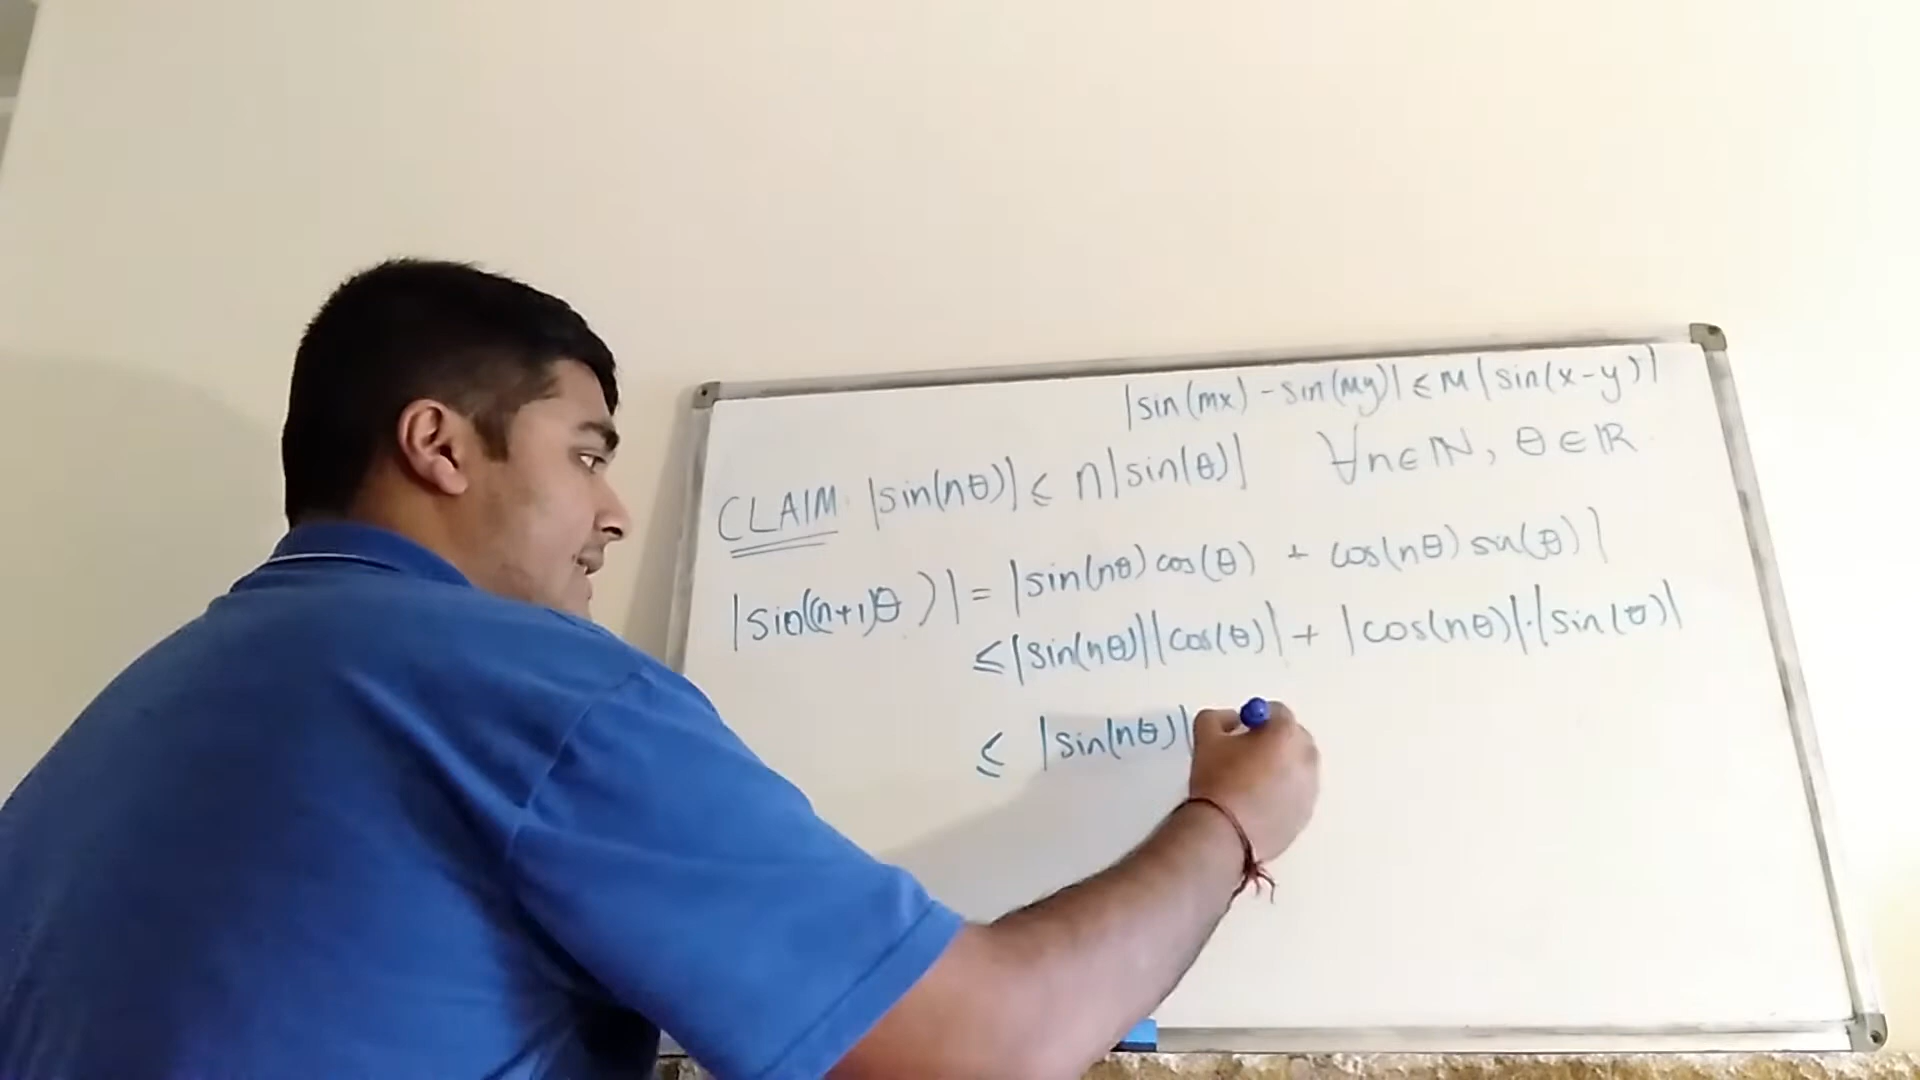 |sin(mx) - sin(my)| ≤ M |sin(x-y)|
CLAIM: |sin(nθ)| ≤ n|sin(θ)| ∀n∈ℕ, θ∈ℝ
|sin((n+1)θ)| = |sin(nθ)cos(θ) + cos(nθ)sin(θ)|
≤|sin(nθ)||cos(θ)| + |cos(nθ)|·|sin(θ)|
≤ |sin(nθ)|